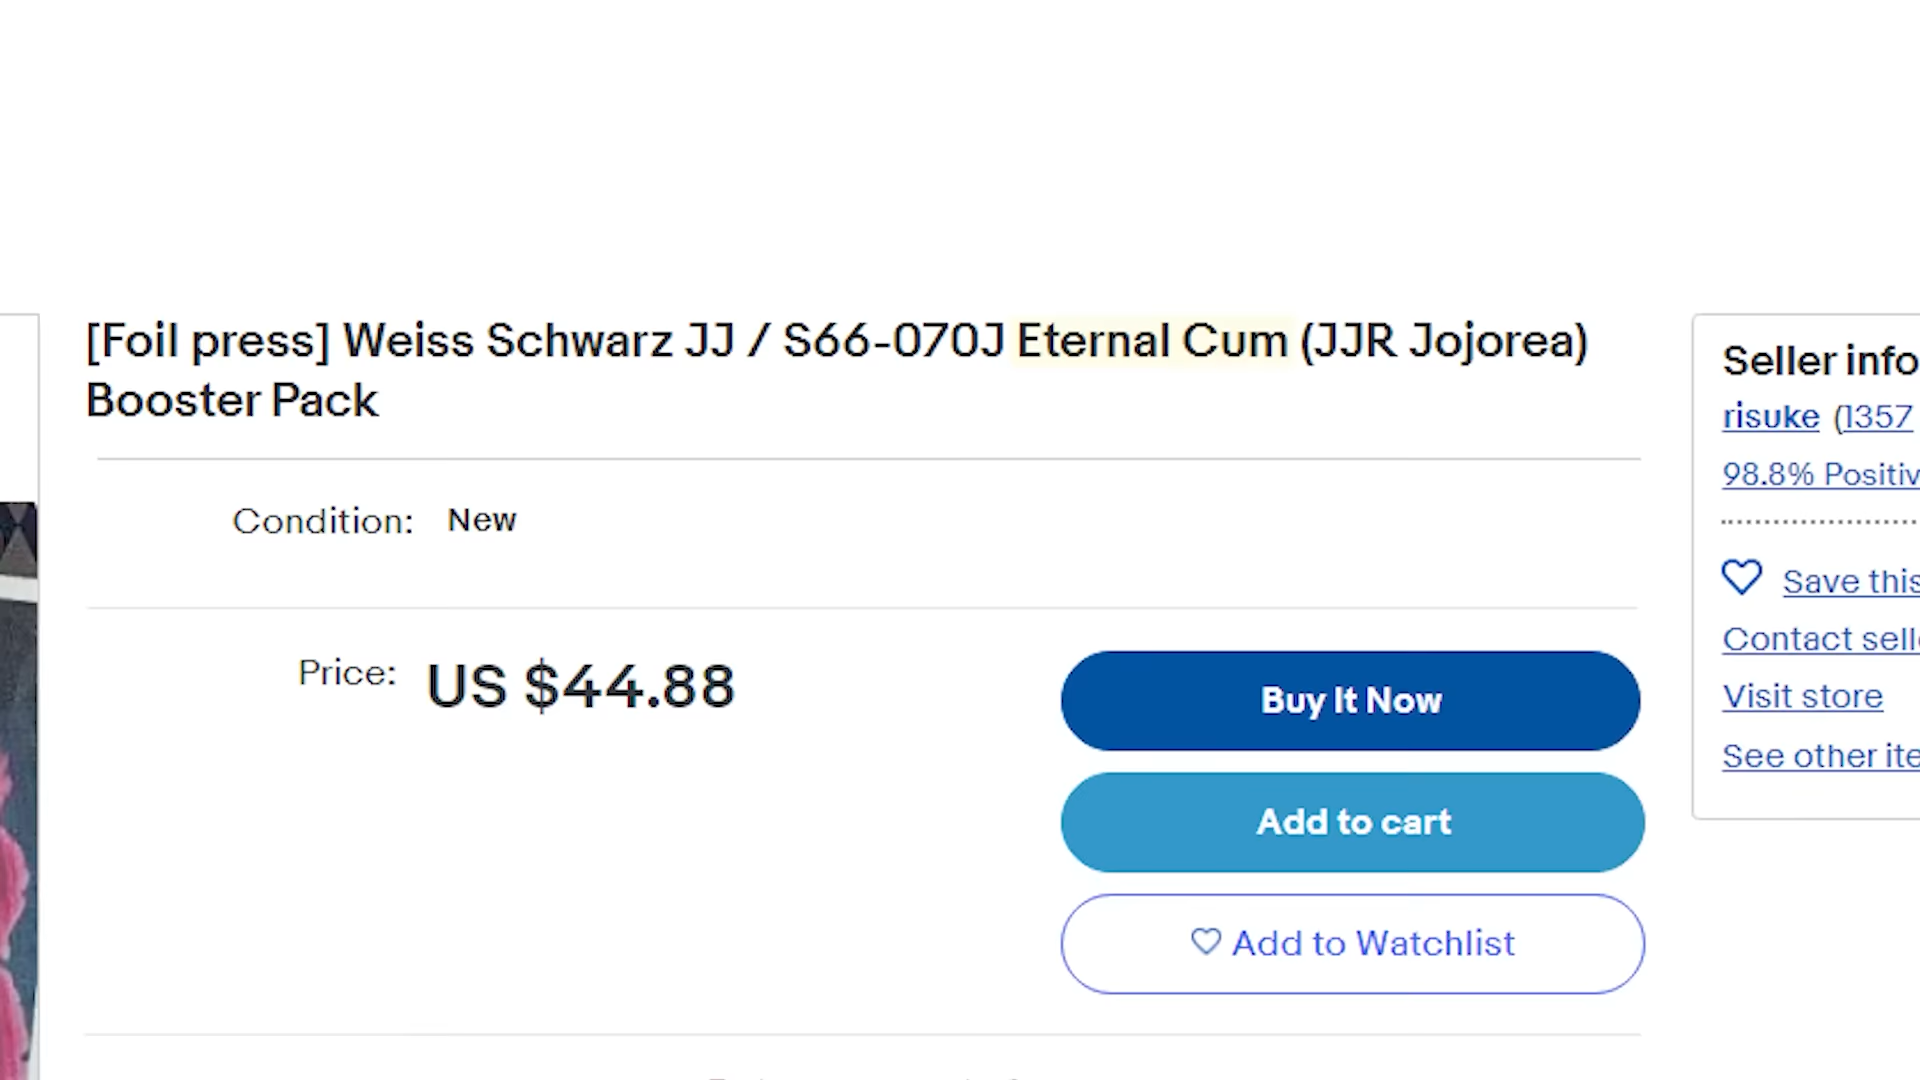 [Foil press] Weiss Schwarz JJ / S66-070J Eternal Cum (JJR Jojorea)
Booster Pack
Seller info
risuke (1357
98.8% Positiv
Condition: New
Save this
Contact sell
Visit store
See other ite
Price: US $44.88
Buy It Now
Add to cart
Add to Watchlist